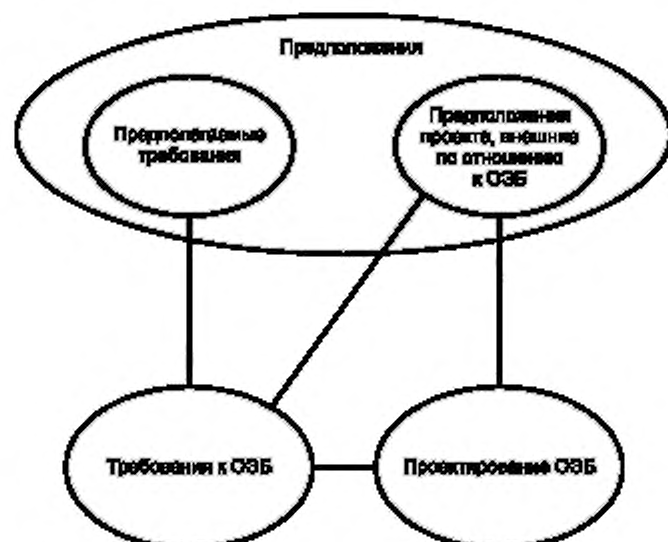 Предположения
Предполагаемые
требования
Предположения
проекта, внешние
по отношению
к ОЭБ
Требования к ОЭБ
Проектирование ОЭБ